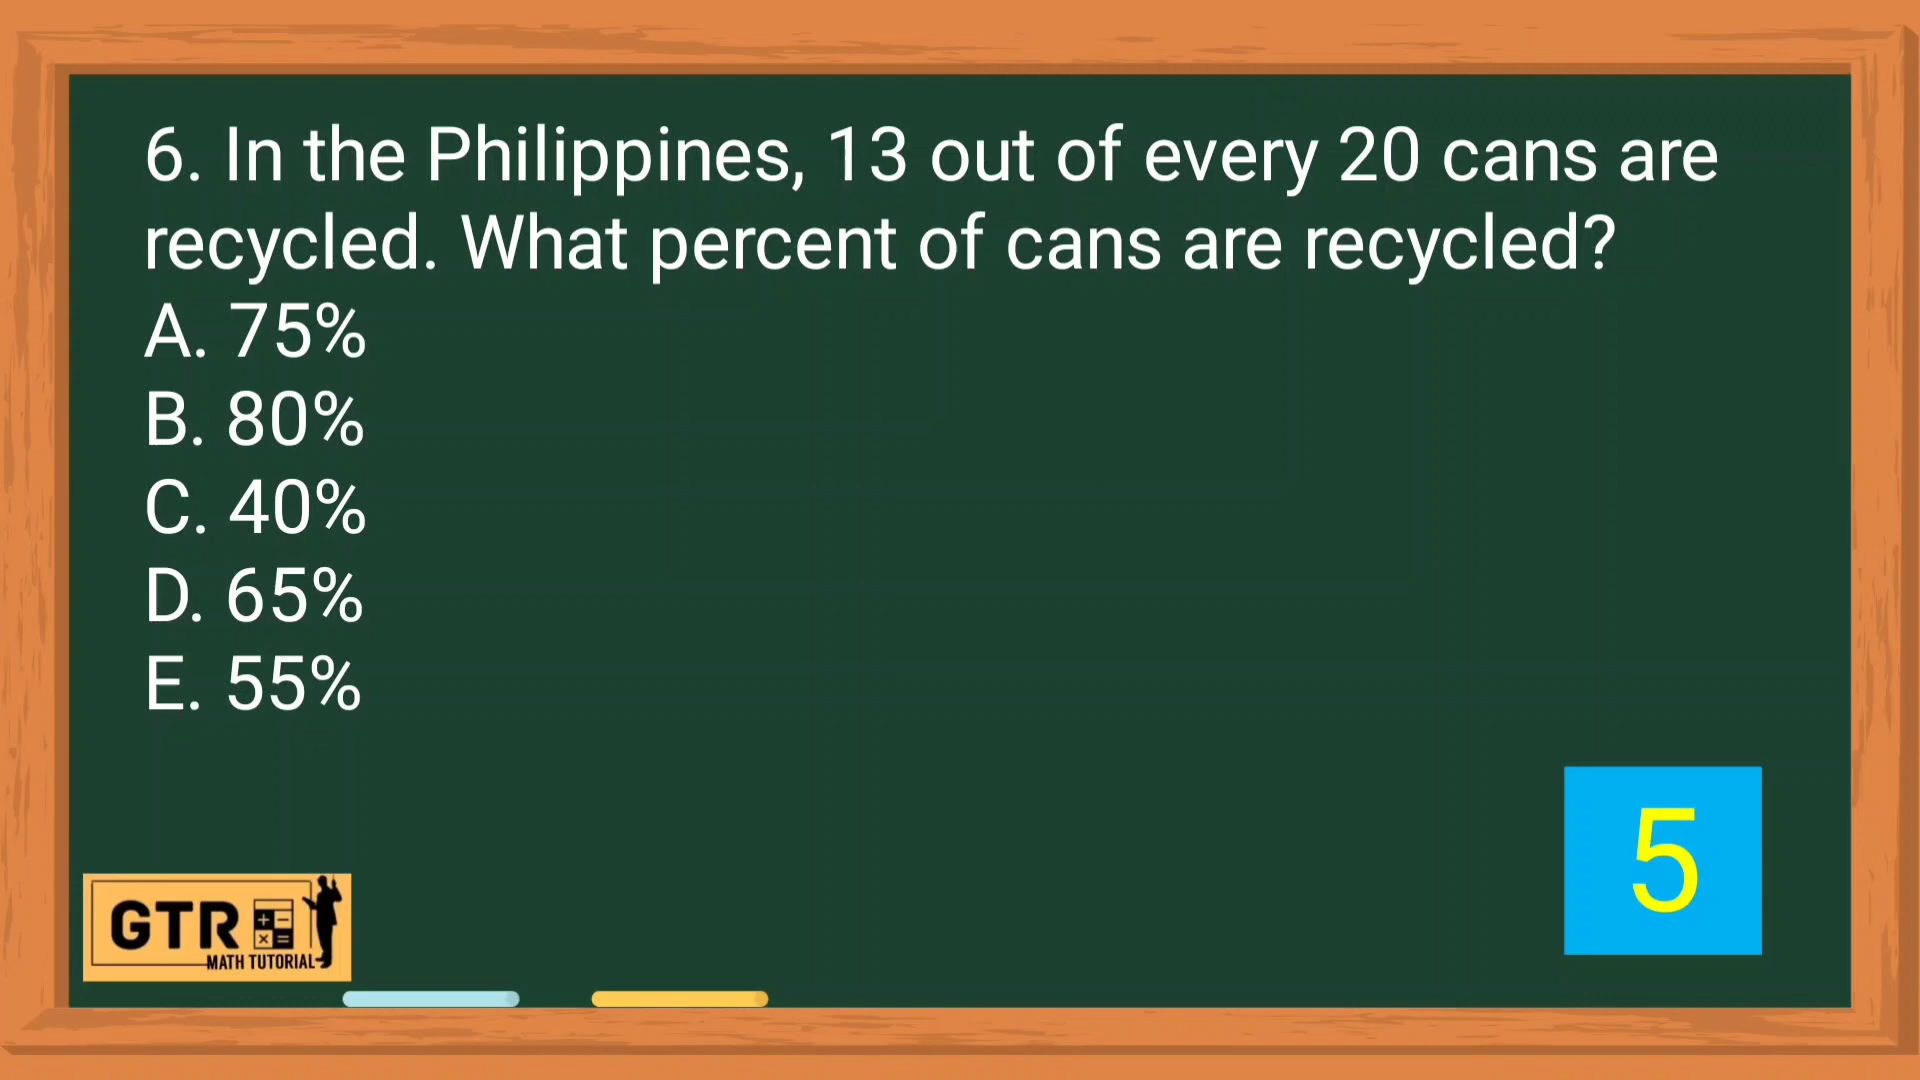 6. In the Philippines, 13 out of every 20 cans are
recycled. What percent of cans are recycled?
A. 75%
B. 80%
C. 40%
D. 65%
E. 55%
5
GTR
+ −
× =
MATH TUTORIAL